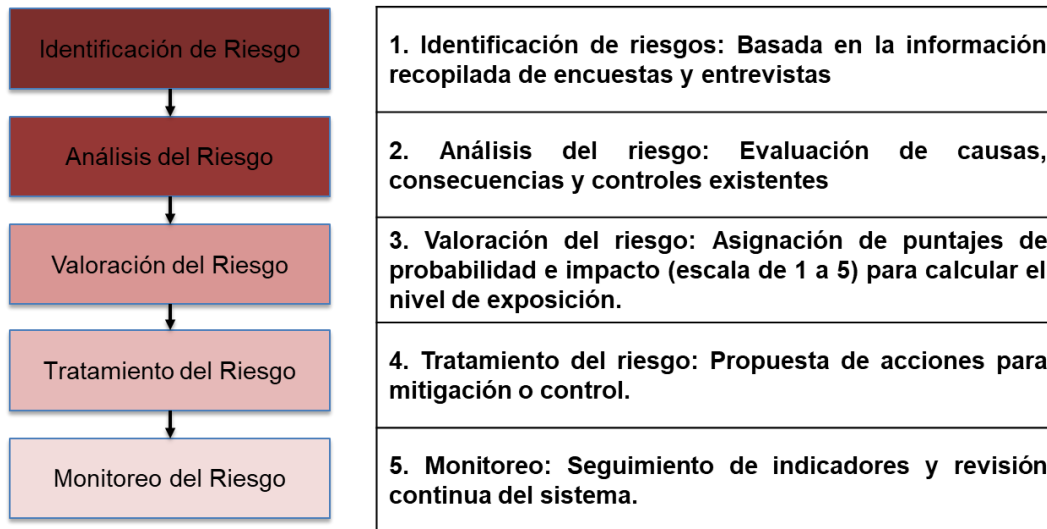 Identificación de Riesgo
1. Identificación de riesgos: Basada en la información
recopilada de encuestas y entrevistas
Análisis del Riesgo
2. Análisis del riesgo: Evaluación de causas,
consecuencias y controles existentes
Valoración del Riesgo
3. Valoración del riesgo: Asignación de puntajes de
probabilidad e impacto (escala de 1 a 5) para calcular el
nivel de exposición.
Tratamiento del Riesgo
4. Tratamiento del riesgo: Propuesta de acciones para
mitigación o control.
Monitoreo del Riesgo
5. Monitoreo: Seguimiento de indicadores y revisión
continua del sistema.